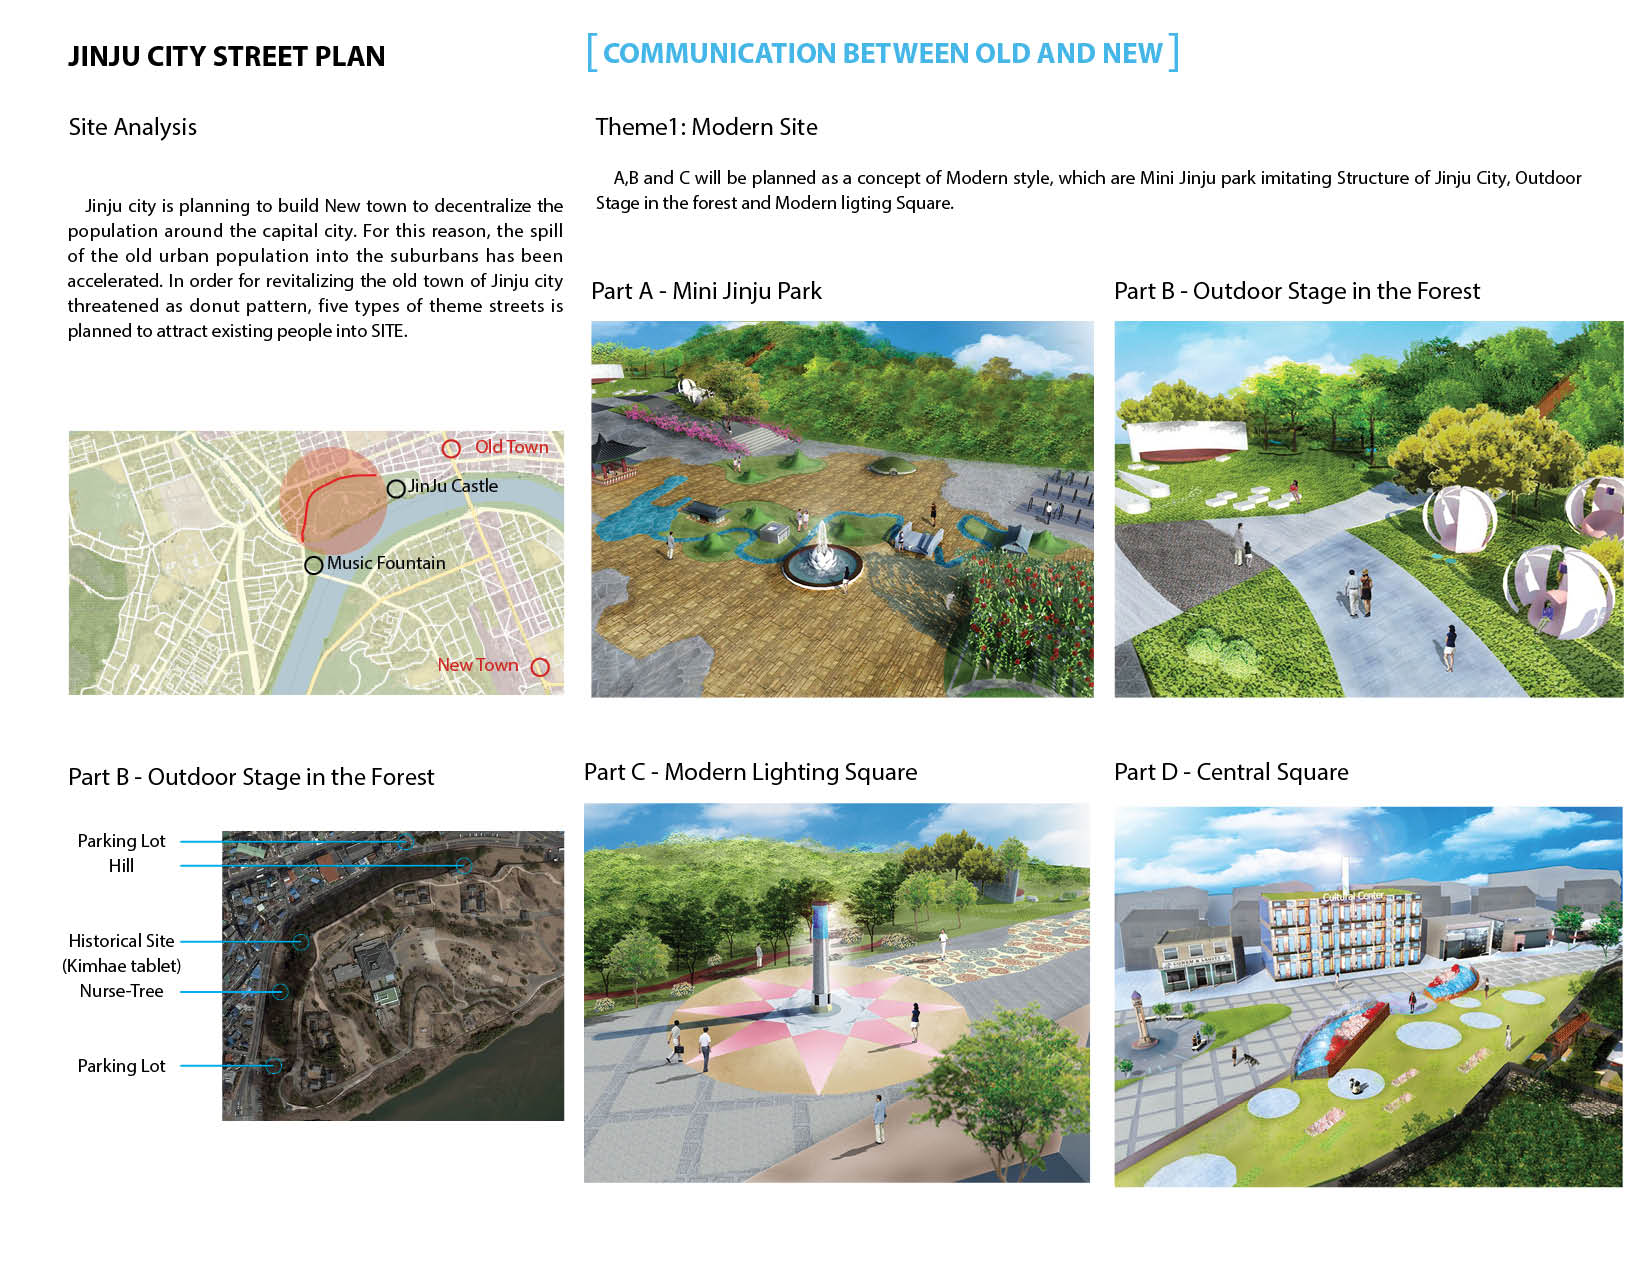 JINJU CITY STREET PLAN
[ COMMUNICATION BETWEEN OLD AND NEW ]
Site Analysis
Jinju city is planning to build New town to decentralize the
population around the capital city. For this reason, the spill
of the old urban population into the suburbans has been
accelerated. In order for revitalizing the old town of Jinju city
threatened as donut pattern, five types of theme streets is
planned to attract existing people into SITE.
Old Town
JinJu Castle
Music Fountain
New Town
Theme1: Modern Site
A,B and C will be planned as a concept of Modern style, which are Mini Jinju park imitating Structure of Jinju City, Outdoor
Stage in the forest and Modern ligting Square.
Part A - Mini Jinju Park
Part B - Outdoor Stage in the Forest
Part B - Outdoor Stage in the Forest
Parking Lot
Hill
Historical Site
(Kimhae tablet)
Nurse-Tree
Parking Lot
Part C - Modern Lighting Square
Part D - Central Square
Cultural Center